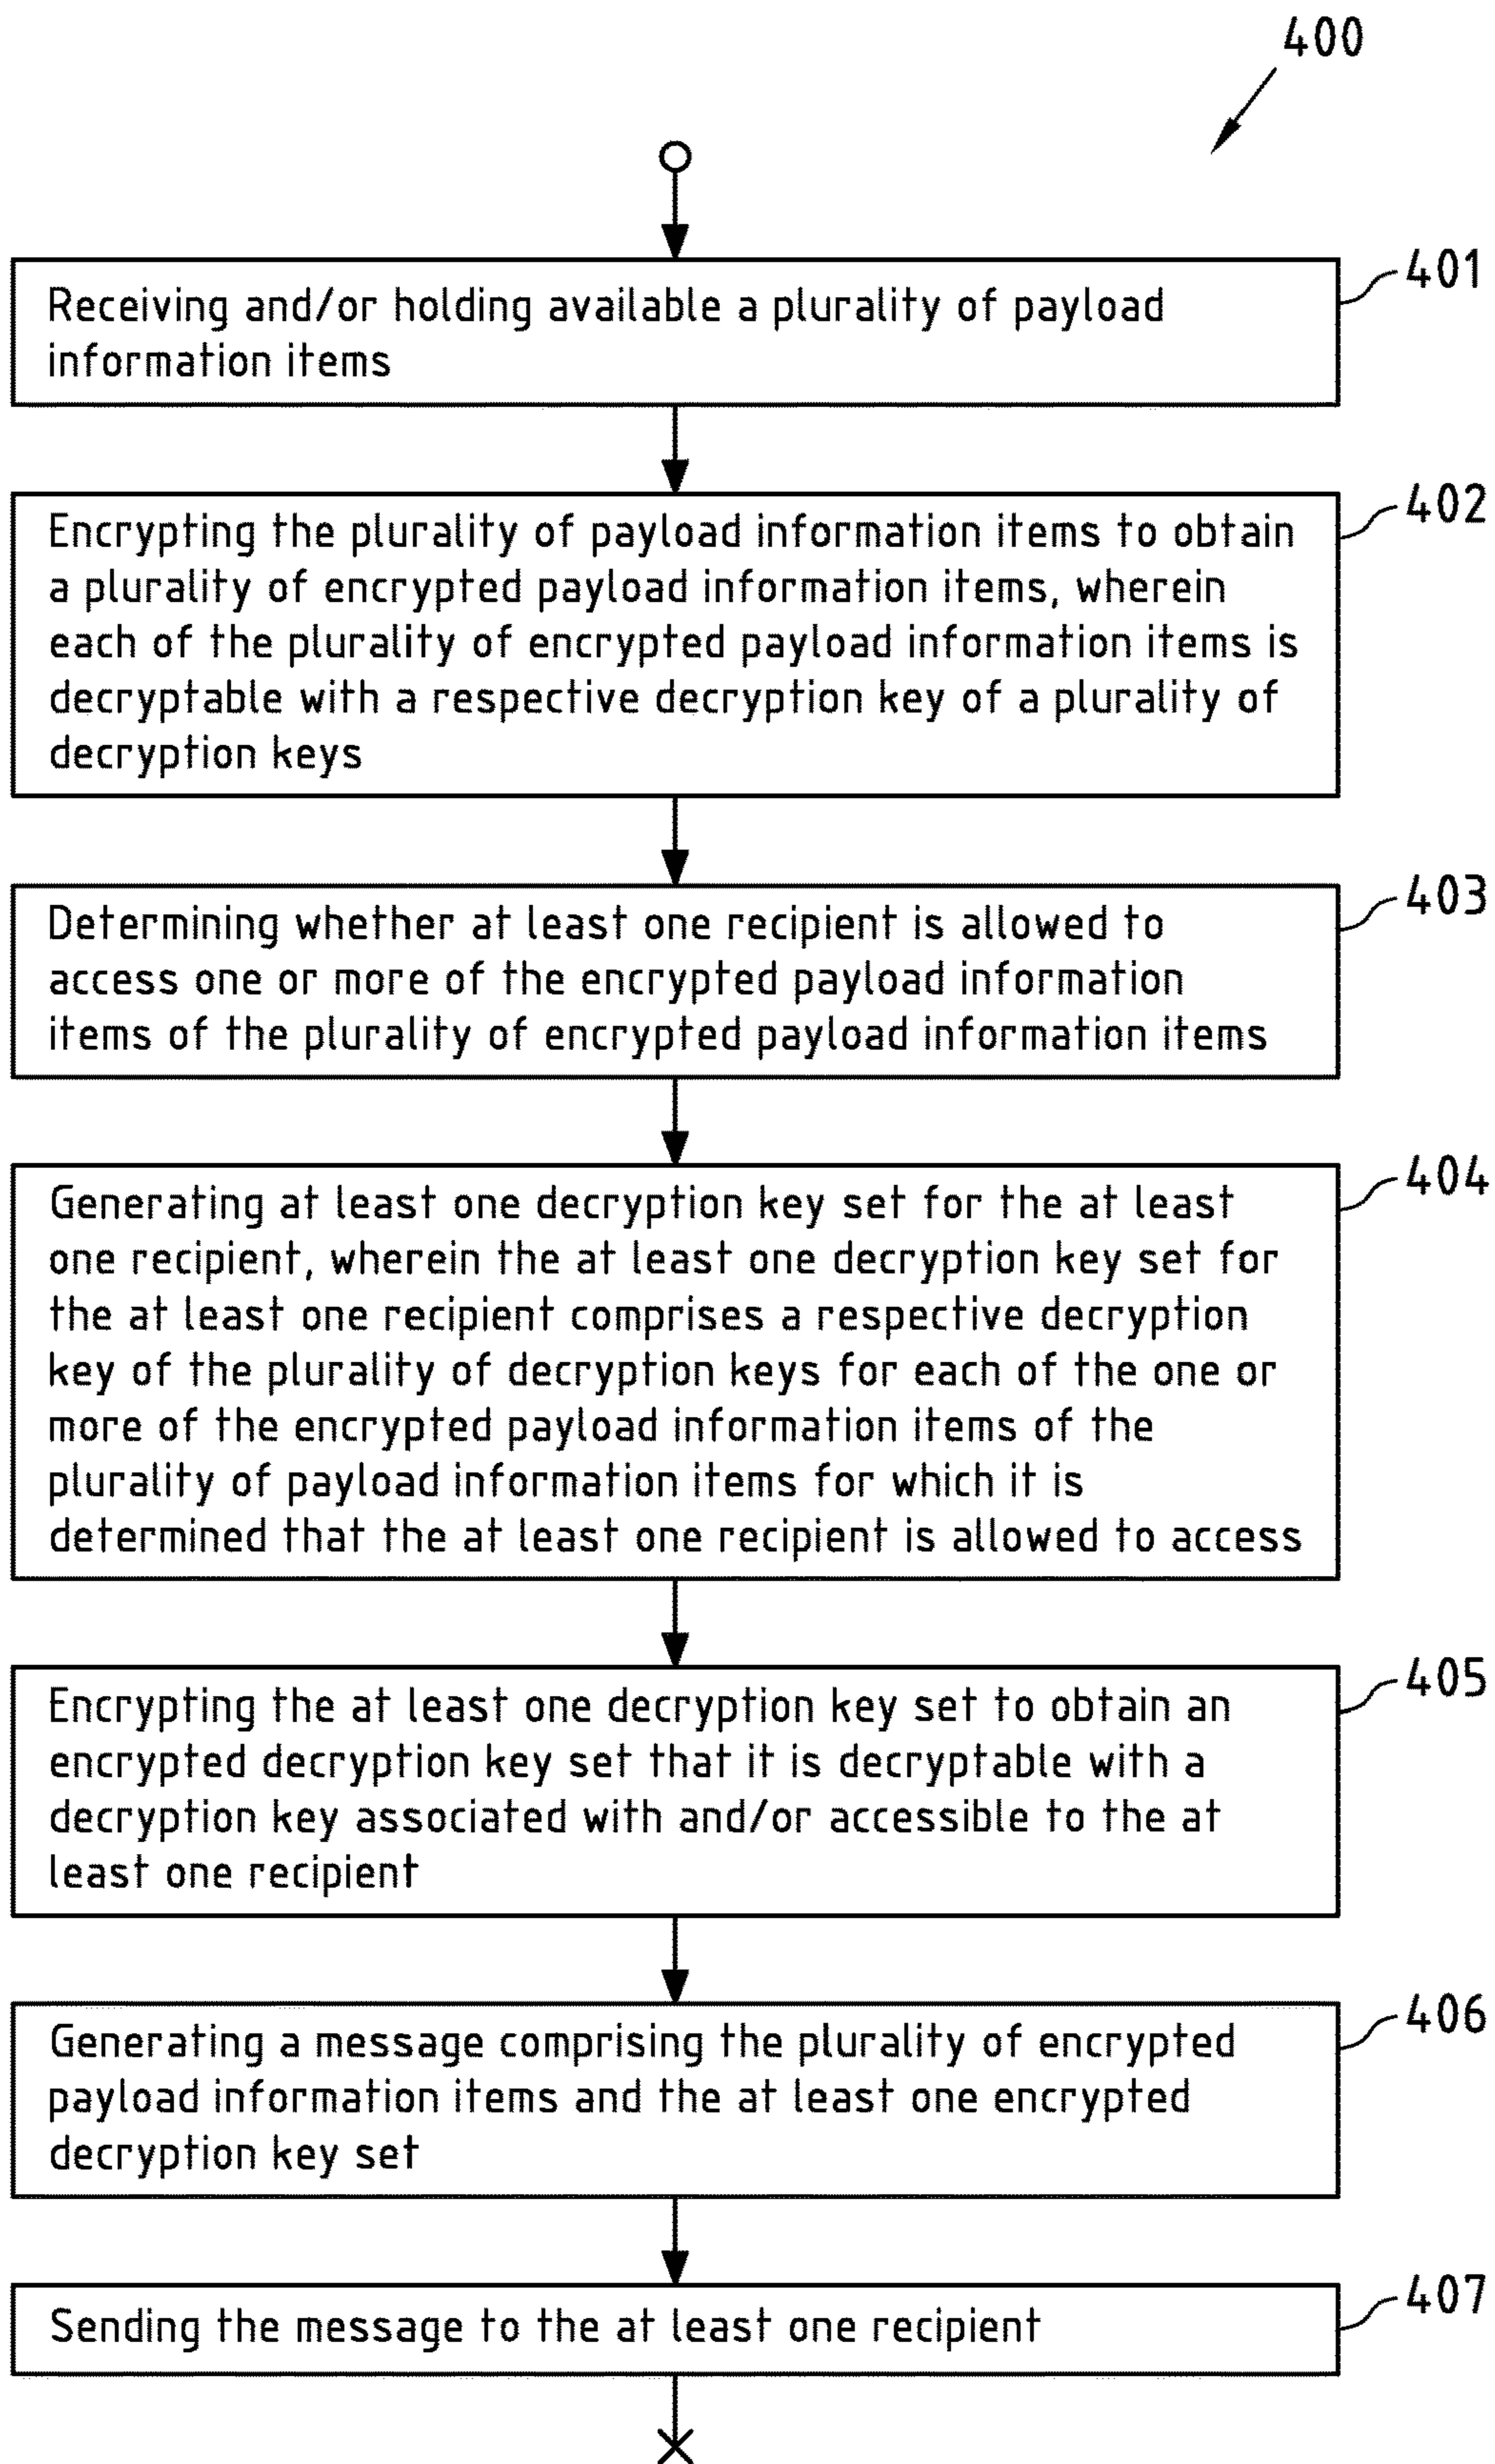 400
401
Receiving and/or holding available a plurality of payload
information items
402
Encrypting the plurality of payload information items to obtain
a plurality of encrypted payload information items, wherein
each of the plurality of encrypted payload information items is
decryptable with a respective decryption key of a plurality of
decryption keys
403
Determining whether at least one recipient is allowed to
access one or more of the encrypted payload information
items of the plurality of encrypted payload information items
404
Generating at least one decryption key set for the at least
one recipient, wherein the at least one decryption key set for
the at least one recipient comprises a respective decryption
key of the plurality of decryption keys for each of the one or
more of the encrypted payload information items of the
plurality of payload information items for which it is
determined that the at least one recipient is allowed to access
405
Encrypting the at least one decryption key set to obtain an
encrypted decryption key set that it is decryptable with a
decryption key associated with and/or accessible to the at
least one recipient
406
Generating a message comprising the plurality of encrypted
payload information items and the at least one encrypted
decryption key set
407
Sending the message to the at least one recipient